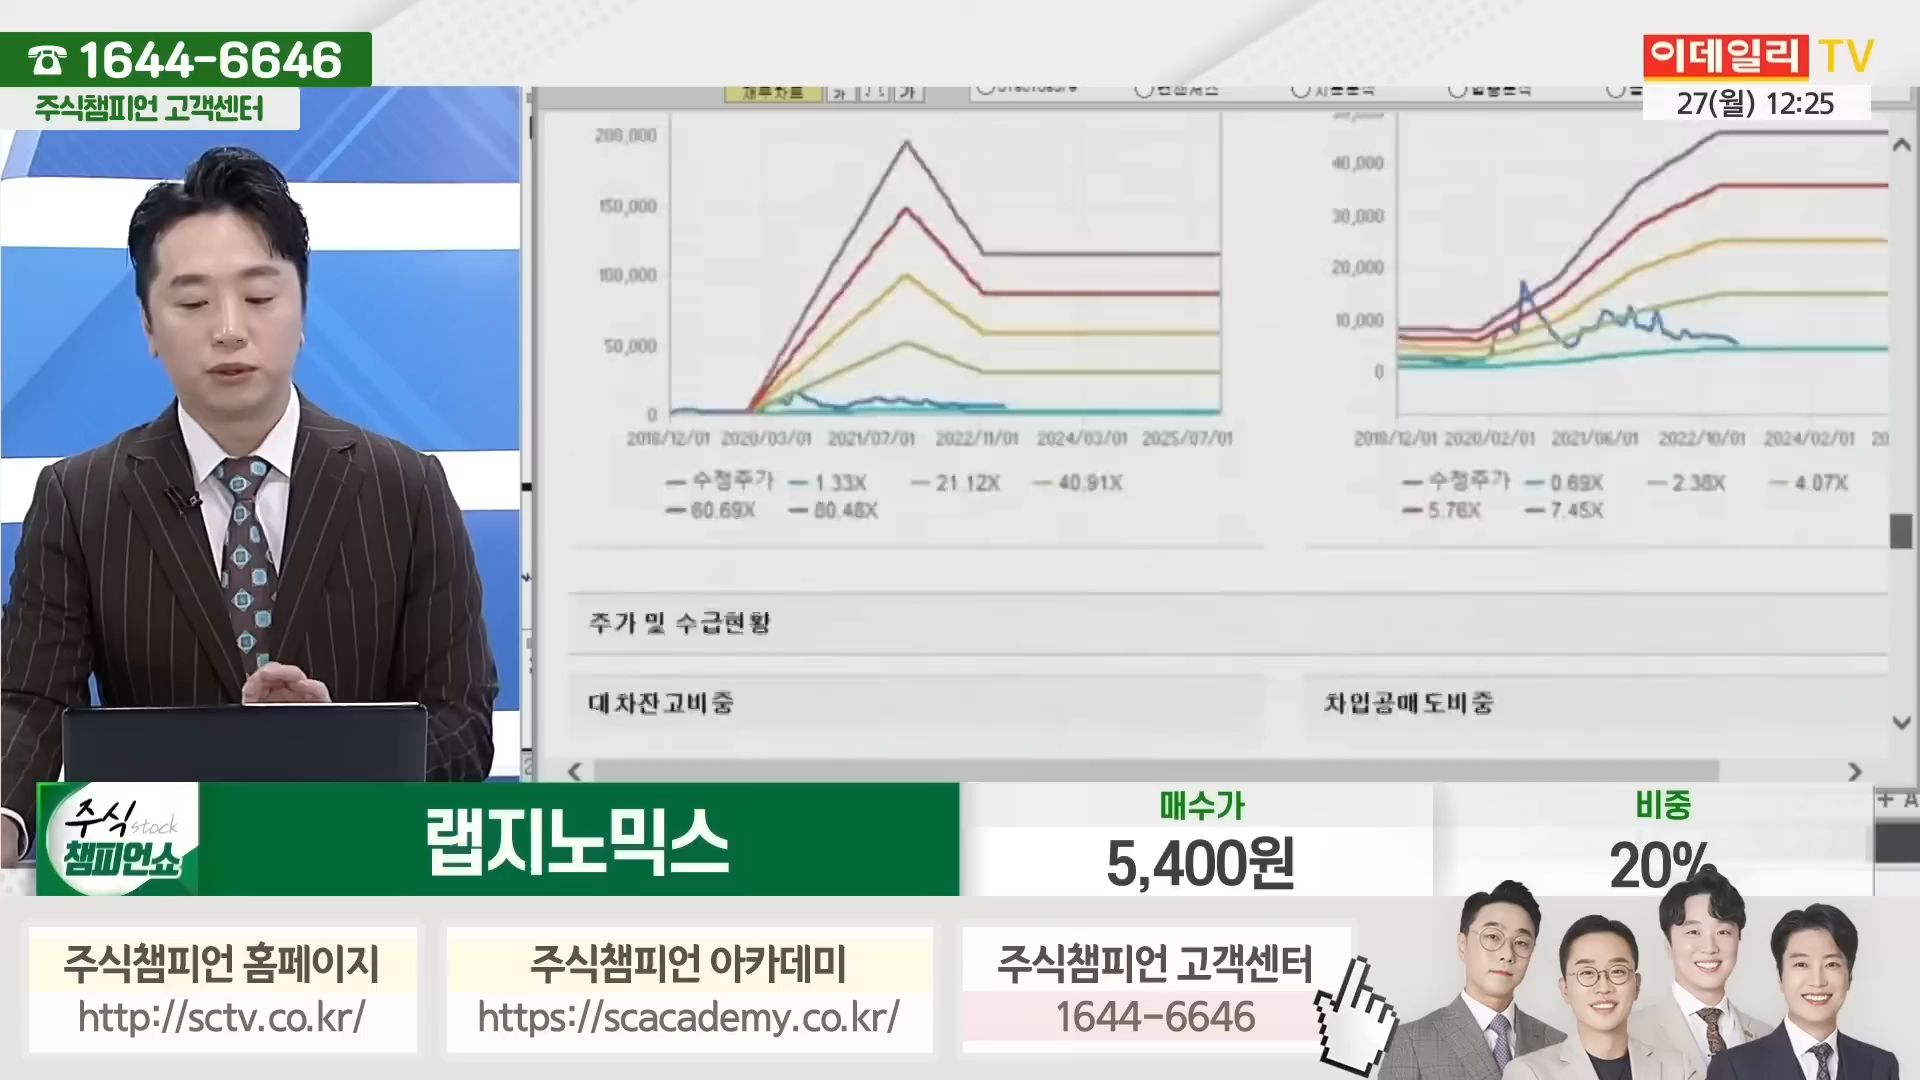 ☎ 1644-6646
주식챔피언 고객센터
이데일리 TV
27(월) 12:25
재무차트
200,000
150,000
100,000
50,000
0
2018/12/01 2020/03/01 2021/07/01 2022/11/01 2024/03/01 2025/07/01
수정주가 1.33X 21.12X 40.91X
60.69X 80.48X
40,000
30,000
20,000
10,000
0
2018/12/01 2020/02/01 2021/06/01 2022/10/01 2024/02/01 20
수정주가 0.69X 2.38X 4.07X
5.76X 7.45X
주가 및 수급현황
대차잔고비중
차입공매도비중
주식 stock
챔피언쇼
랩지노믹스
매수가
5,400원
비중
20%
주식챔피언 홈페이지
http://sctv.co.kr/
주식챔피언 아카데미
https://scacademy.co.kr/
주식챔피언 고객센터
1644-6646